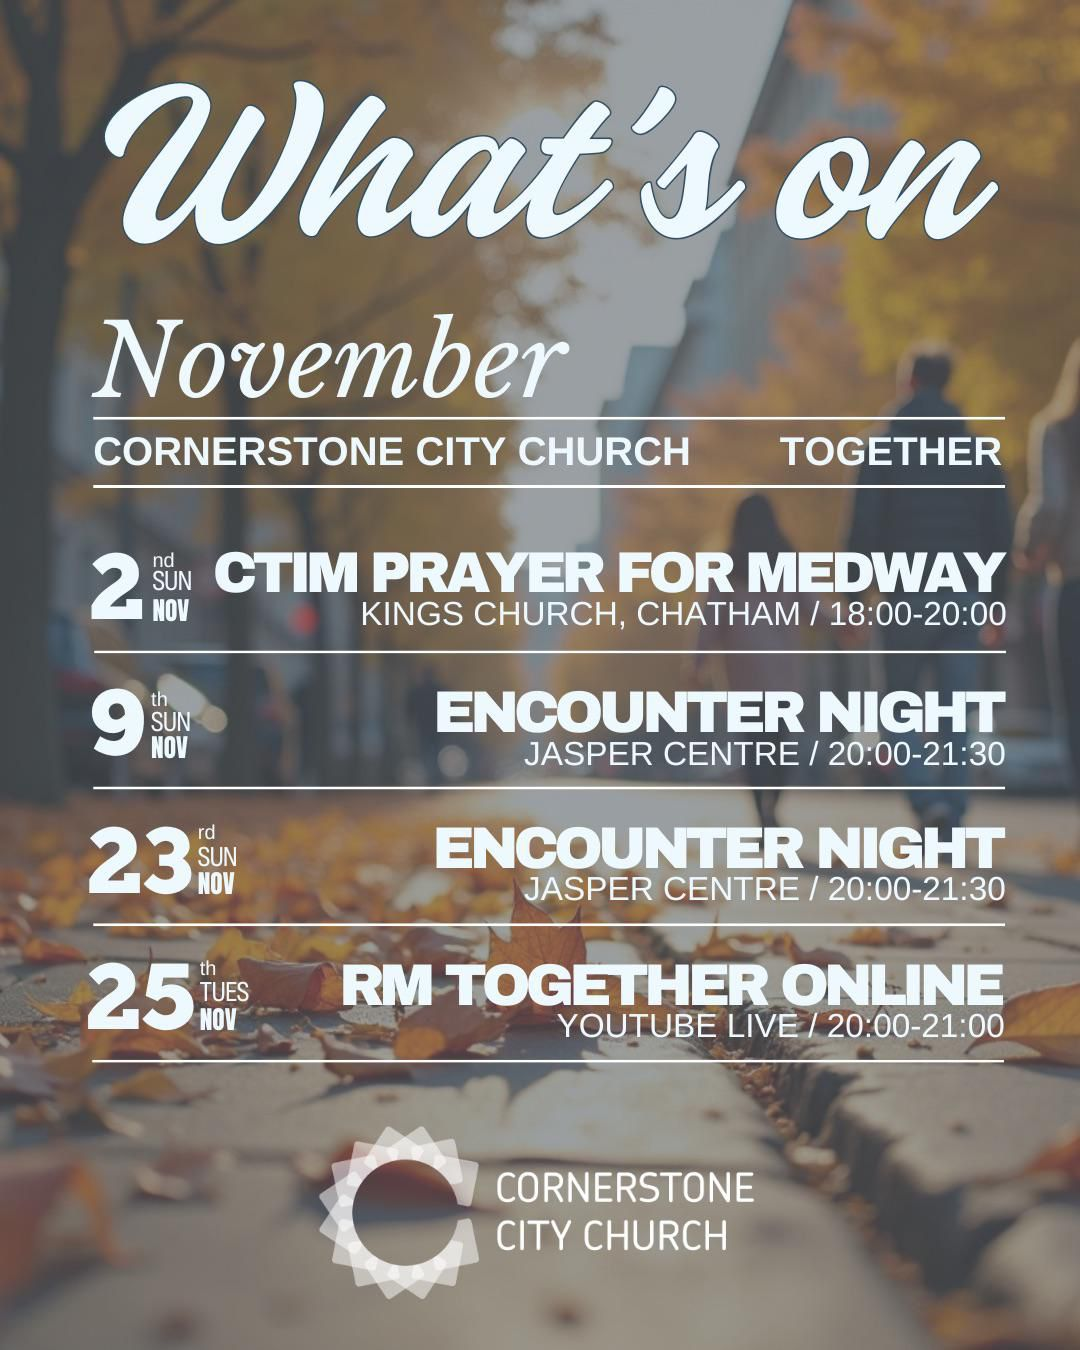 What's on
November
CORNERSTONE CITY CHURCH TOGETHER
2 nd SUN NOV
CTIM PRAYER FOR MEDWAY
KINGS CHURCH, CHATHAM / 18:00-20:00
9 th SUN NOV
ENCOUNTER NIGHT
JASPER CENTRE / 20:00-21:30
23 rd SUN NOV
ENCOUNTER NIGHT
JASPER CENTRE / 20:00-21:30
25 th TUES NOV
RM TOGETHER ONLINE
YOUTUBE LIVE / 20:00-21:00
CORNERSTONE
CITY CHURCH